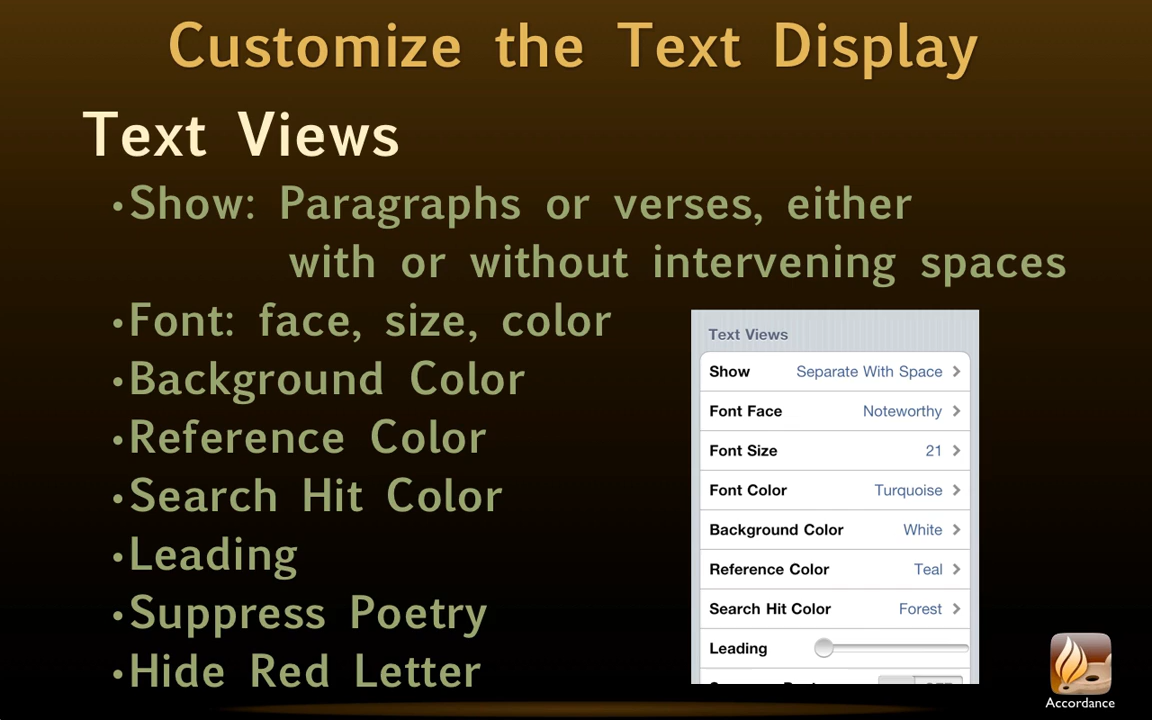 Customize the Text Display
Text Views
•Show: Paragraphs or verses, either
with or without intervening spaces
•Font: face, size, color
•Background Color
•Reference Color
•Search Hit Color
•Leading
•Suppress Poetry
•Hide Red Letter
Text Views
Show Separate With Space
Font Face Noteworthy
Font Size 21
Font Color Turquoise
Background Color White
Reference Color Teal
Search Hit Color Forest
Leading
Accordance